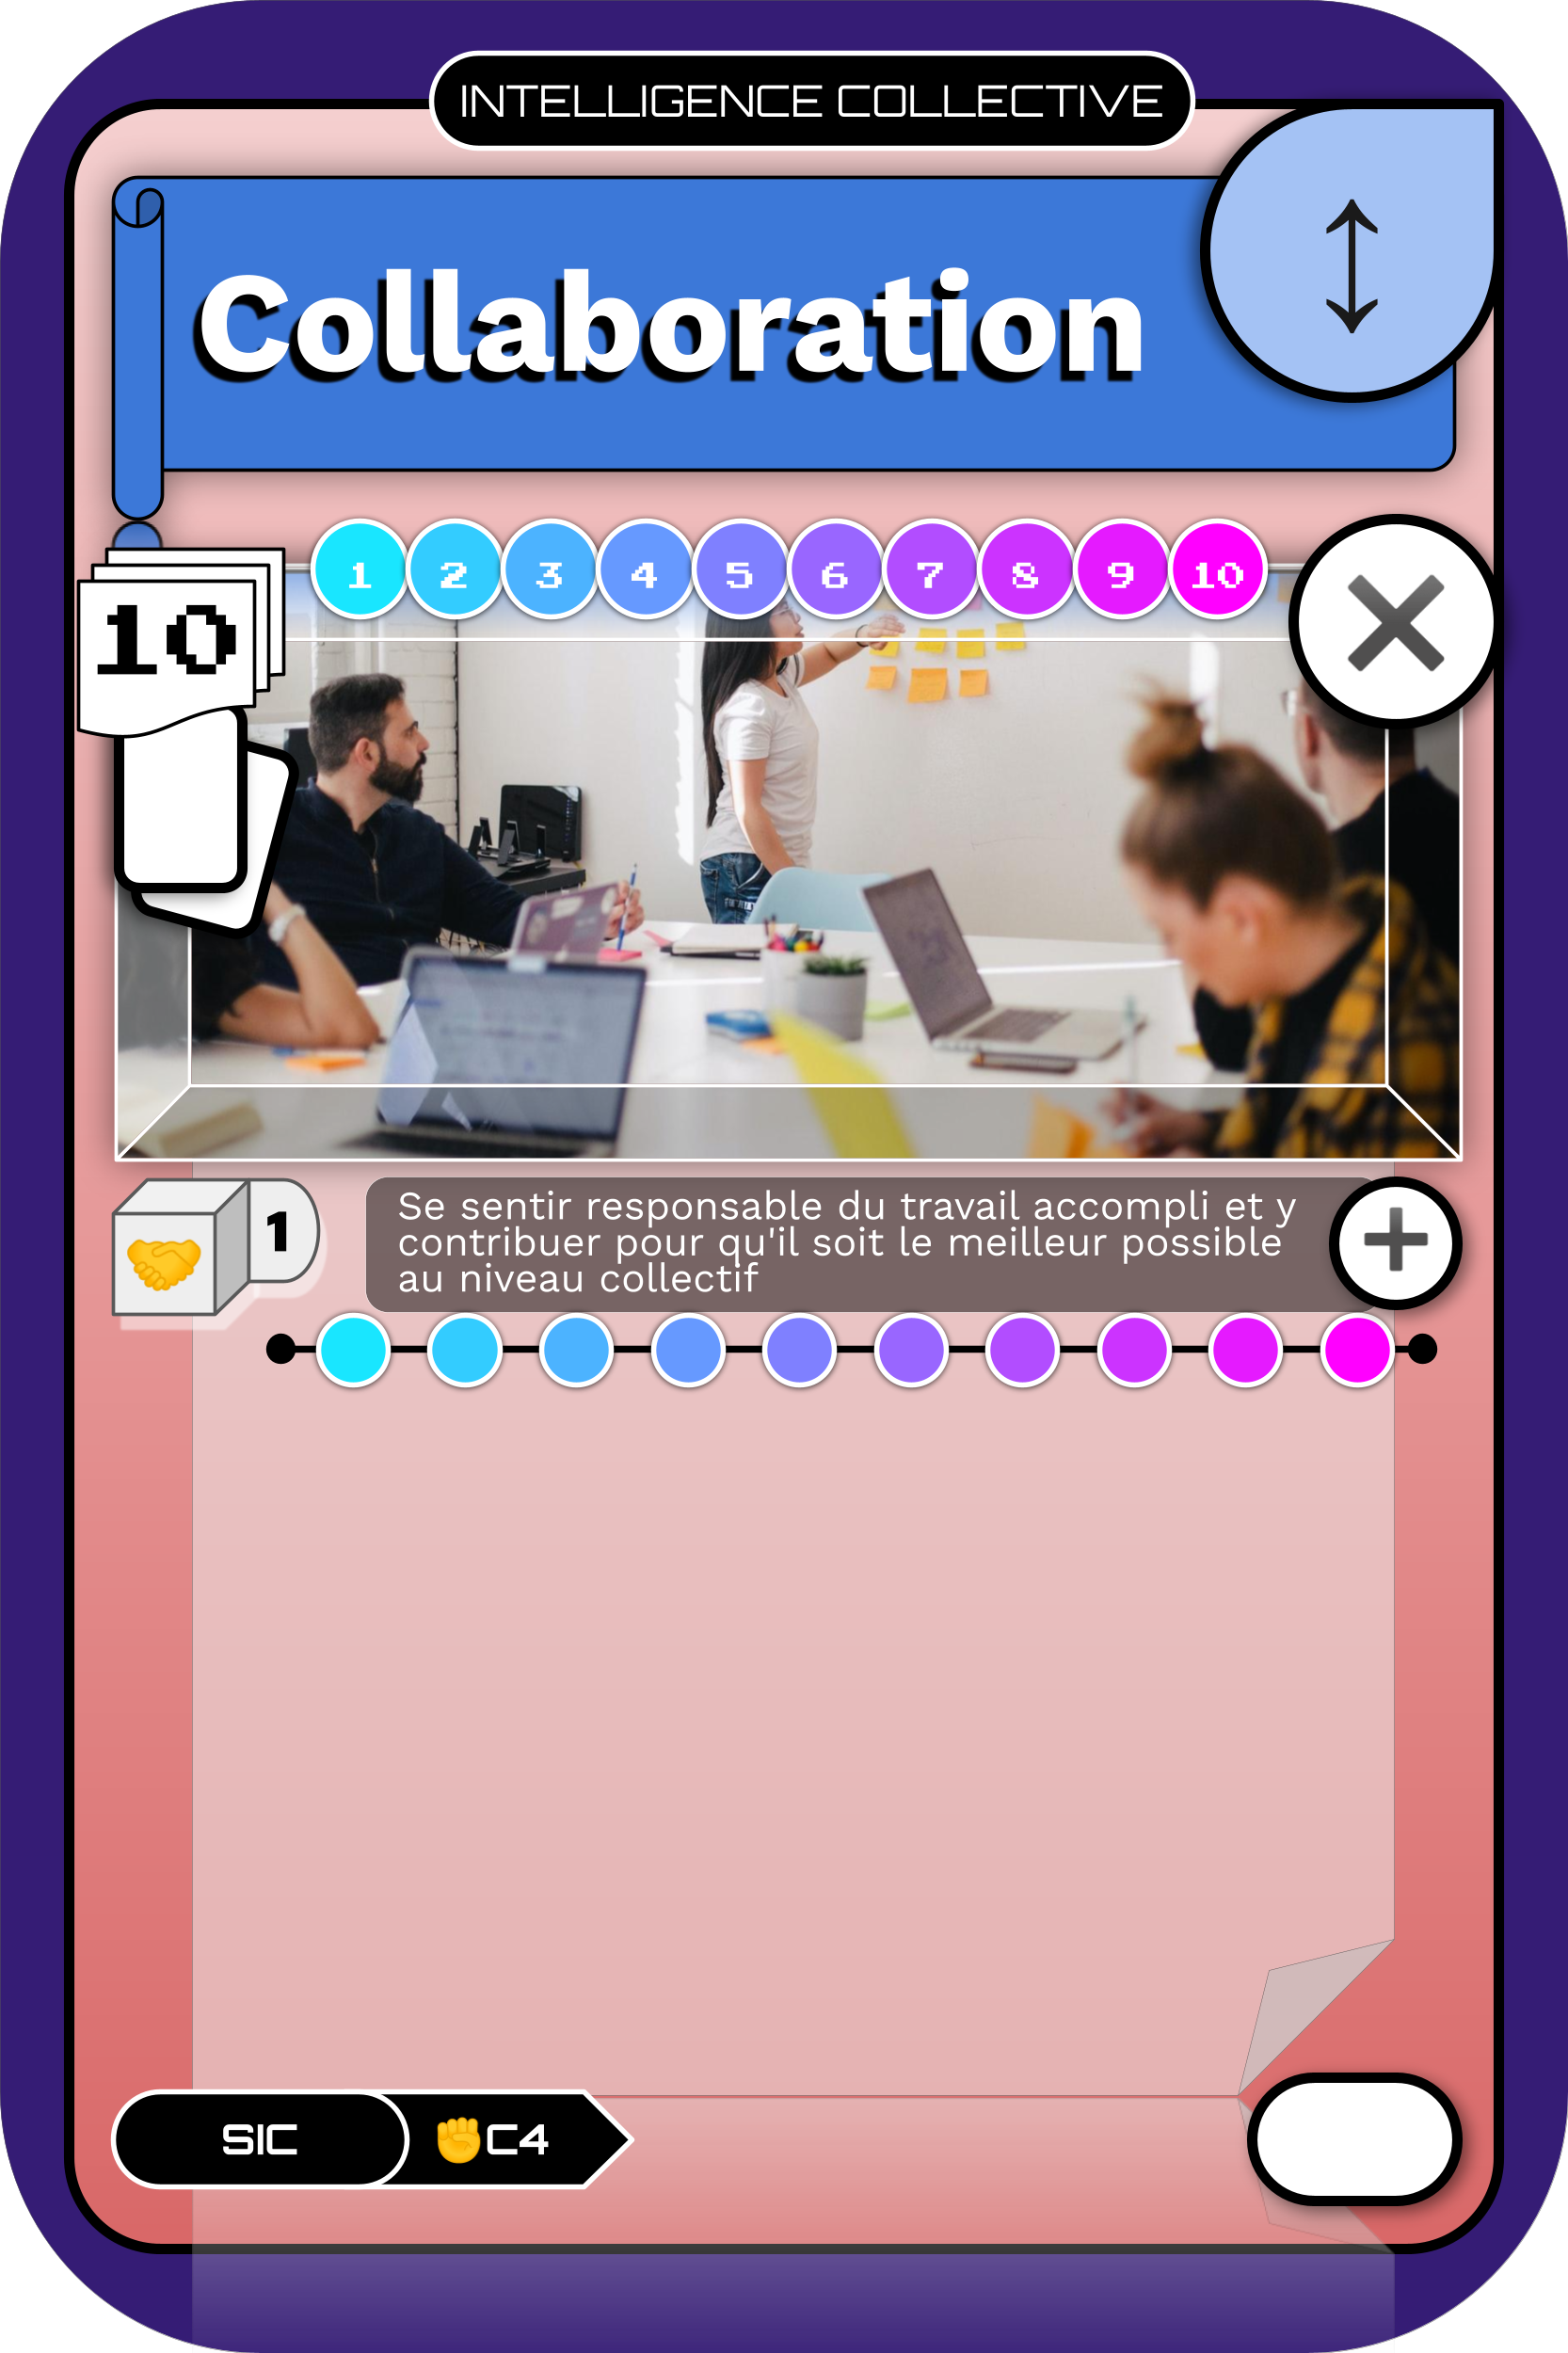 INTELLIGENCE COLLECTIVE
Collaboration
↕
1 2 3 4 5 6 7 8 9 10
×
10
1
Se sentir responsable du travail accompli et y
contribuer pour qu'il soit le meilleur possible
au niveau collectif
+
SIC
✊C4